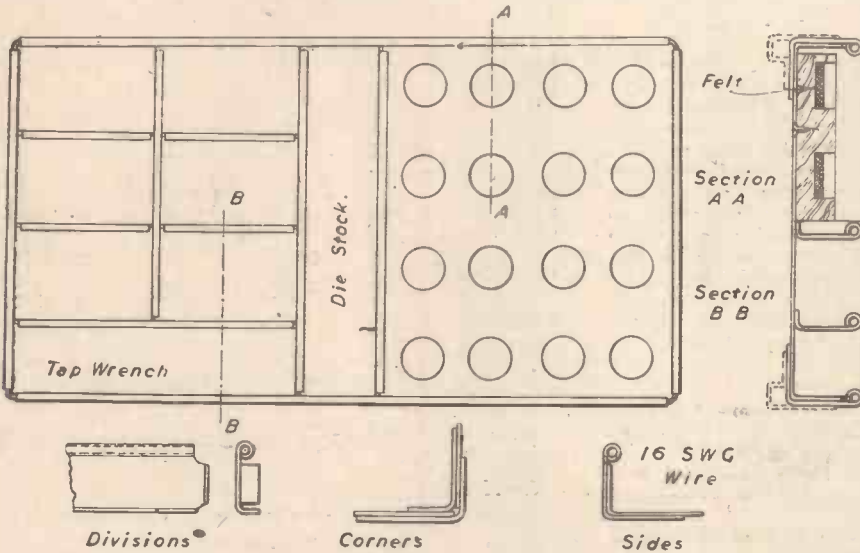 A
Felt
Section
A A
A
B
Die Stock.
Section
B B
Tap Wrench
B
16 SWG
Wire
Divisions
Corners
Sides